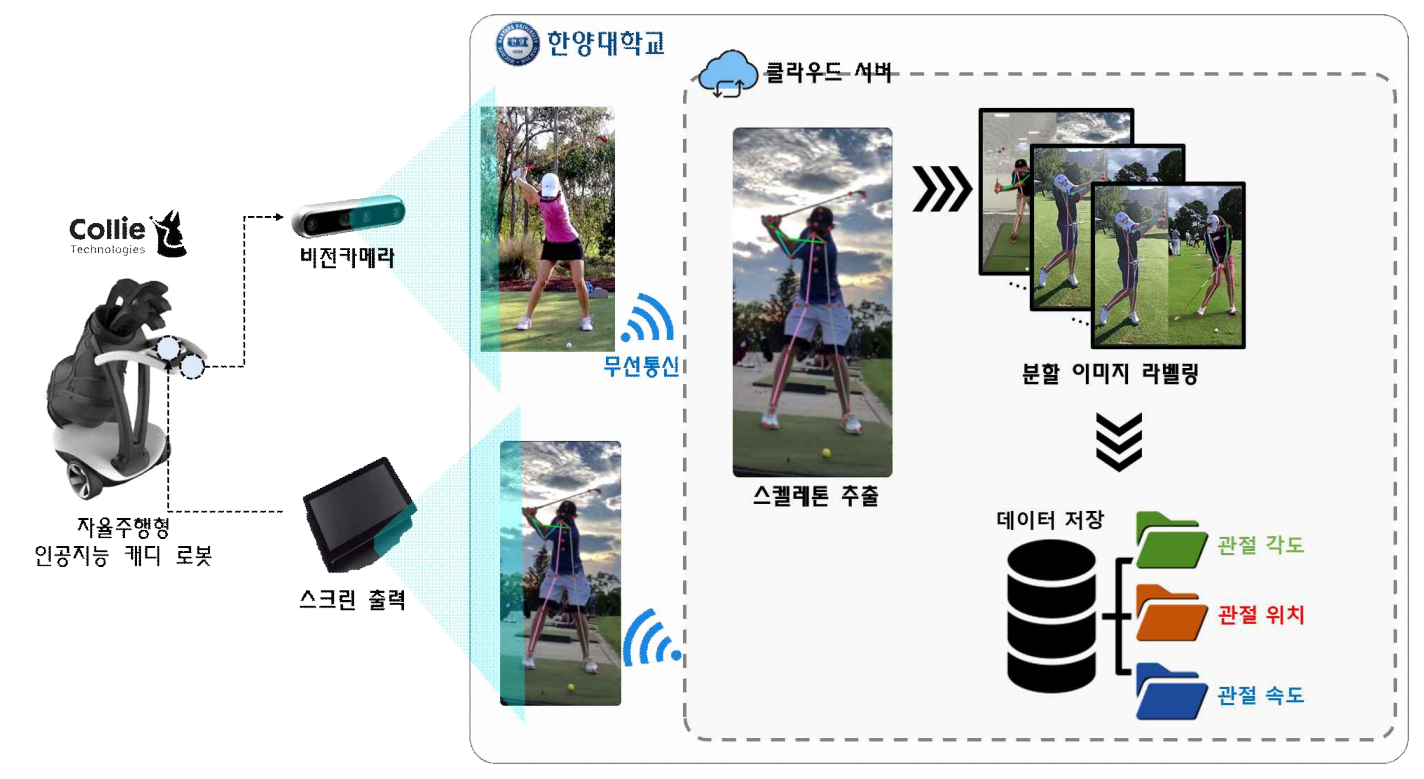 한양대학교
클라우드 서버
Collie
Technologies
비전카메라
무선통신
분할 이미지 라벨링
스켈레톤 추출
자율주행형
인공지능 캐디 로봇
스크린 출력
데이터 저장
관절 각도
관절 위치
관절 속도